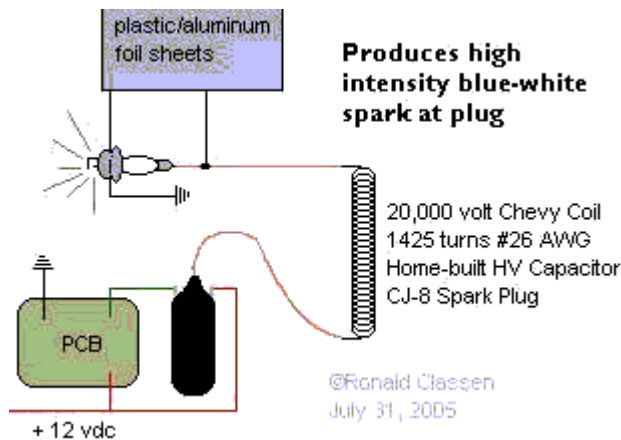 plastic/aluminum
foil sheets
Produces high
intensity blue-white
spark at plug
20,000 volt Chevy Coil
1425 turns #26 AWG
Home-built HV Capacitor
CJ-8 Spark Plug
PCB
©Ronald Classen
July 31, 2005
+ 12 vdc